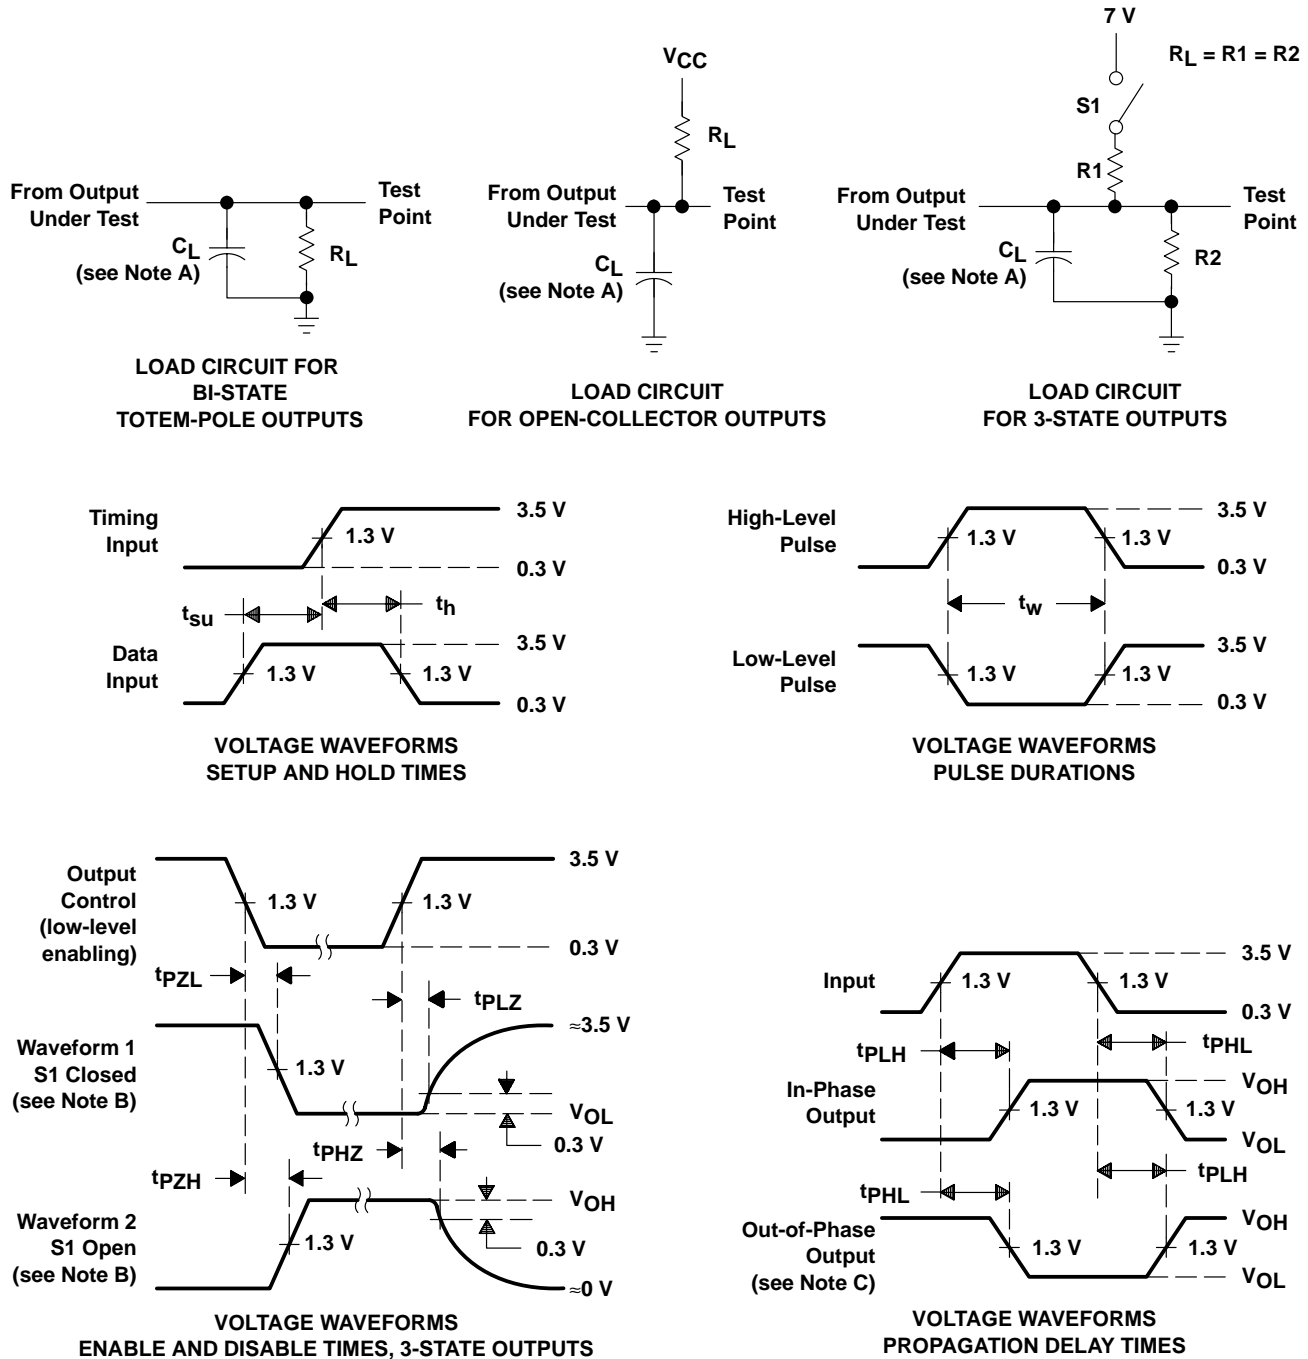 7 V
RL = R1 = R2
S1
R1
From Output
Under Test
Test
Point
CL
(see Note A)
R2
LOAD CIRCUIT
FOR 3-STATE OUTPUTS
VCC
RL
From Output
Under Test
Test
Point
CL
(see Note A)
LOAD CIRCUIT
FOR OPEN-COLLECTOR OUTPUTS
From Output
Under Test
Test
Point
CL
(see Note A)
RL
LOAD CIRCUIT FOR
BI-STATE
TOTEM-POLE OUTPUTS
Timing
Input
3.5 V
1.3 V
0.3 V
tsu
th
Data
Input
3.5 V
1.3 V
1.3 V
0.3 V
VOLTAGE WAVEFORMS
SETUP AND HOLD TIMES
High-Level
Pulse
3.5 V
1.3 V
1.3 V
0.3 V
tw
Low-Level
Pulse
3.5 V
1.3 V
1.3 V
0.3 V
VOLTAGE WAVEFORMS
PULSE DURATIONS
Output
Control
(low-level
enabling)
3.5 V
1.3 V
1.3 V
0.3 V
tPZL
tPLZ
Waveform 1
S1 Closed
(see Note B)
≈3.5 V
1.3 V
VOL
0.3 V
tPHZ
tPZH
Waveform 2
S1 Open
(see Note B)
VOH
1.3 V
0.3 V
≈0 V
VOLTAGE WAVEFORMS
ENABLE AND DISABLE TIMES, 3-STATE OUTPUTS
Input
3.5 V
1.3 V
1.3 V
0.3 V
tPLH
tPHL
In-Phase
Output
VOH
1.3 V
1.3 V
VOL
tPHL
tPLH
Out-of-Phase
Output
(see Note C)
VOH
1.3 V
1.3 V
VOL
VOLTAGE WAVEFORMS
PROPAGATION DELAY TIMES